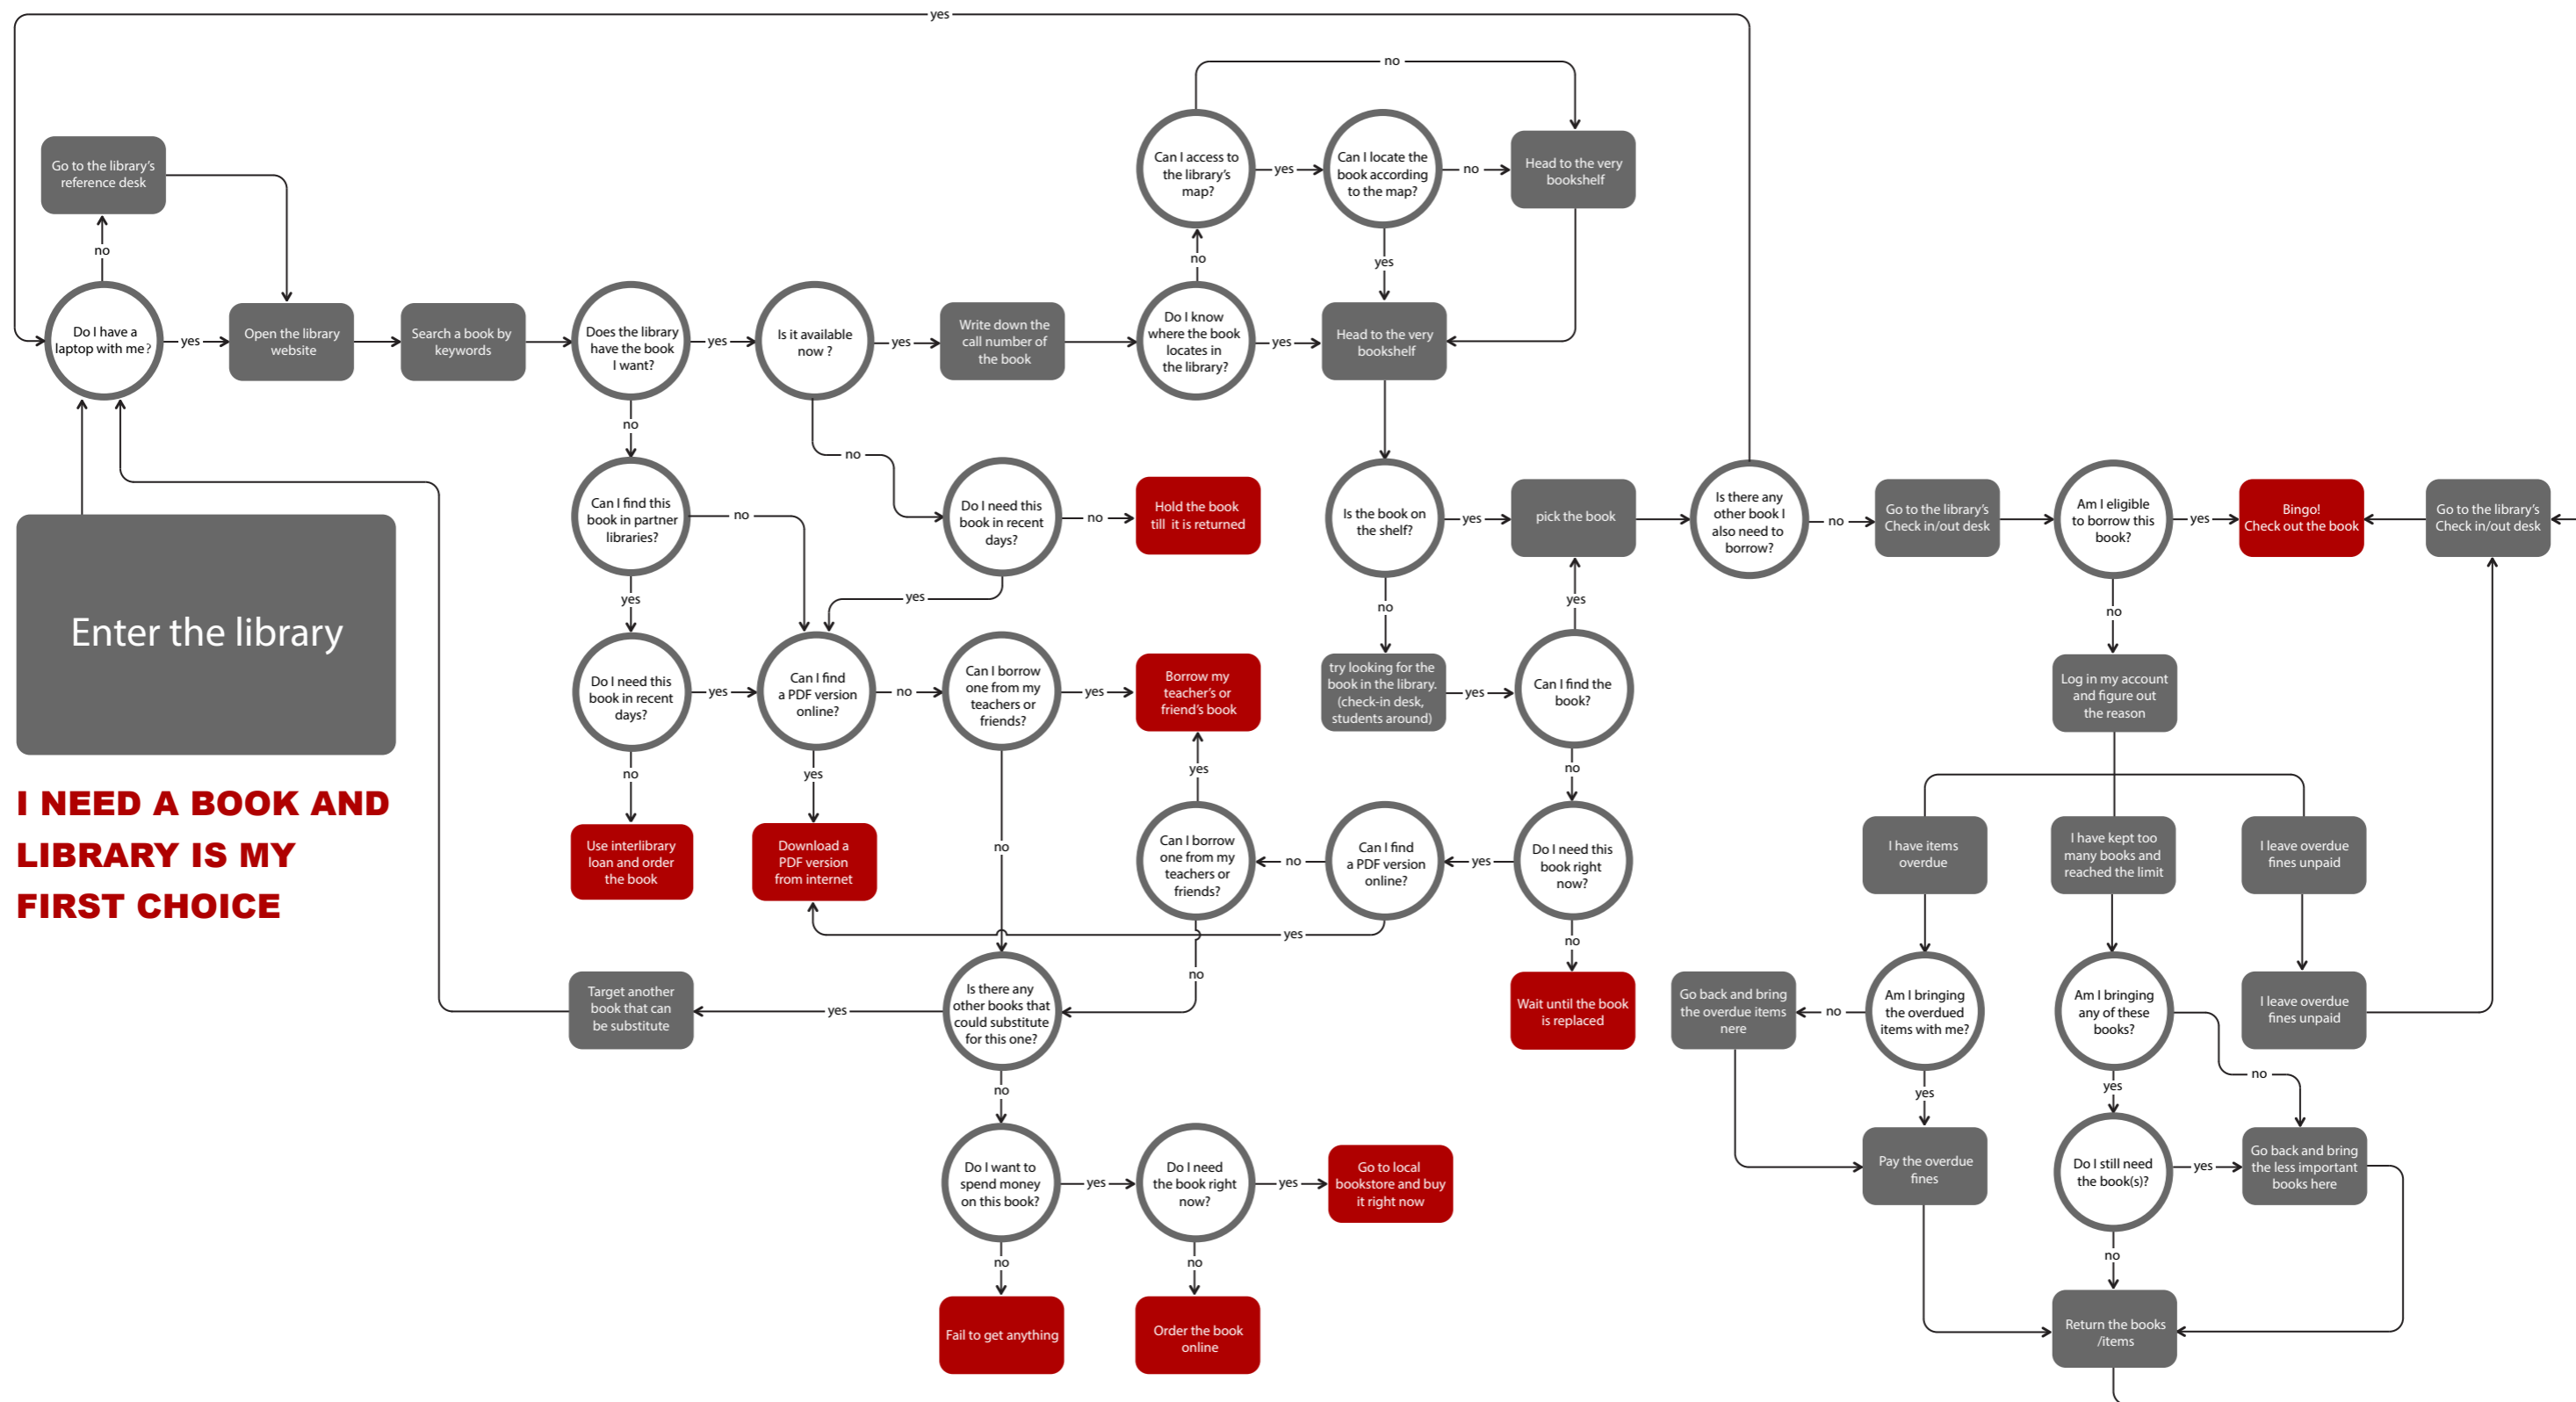 yes
no
Go to the library's
reference desk
no
Can I access to
the library's
map?
yes
Can I locate the
book according
to the map?
no
Head to the very
bookshelf
no
yes
Do I have a
laptop with me?
yes
Open the library
website
Search a book by
keywords
Does the library
have the book
I want?
yes
Is it available
now ?
yes
Write down the
call number of
the book
Do I know
where the book
locates in
the library?
yes
Head to the very
bookshelf
no
no
Can I find this
book in partner
libraries?
no
Do I need this
book in recent
days?
no
Hold the book
till it is returned
Is the book on
the shelf?
yes
pick the book
Is there any
other book I
also need to
borrow?
no
Go to the library's
Check in/out desk
Am I eligible
to borrow this
book?
yes
Bingo!
Check out the book
Go to the library's
Check in/out desk
yes
yes
no
yes
no
Enter the library
Do I need this
book in recent
days?
yes
Can I find
a PDF version
online?
no
Can I borrow
one from my
teachers or
friends?
yes
Borrow my
teacher's or
friend's book
try looking for the
book in the library.
(check-in desk,
students around)
yes
Can I find the
book?
Log in my account
and figure out
the reason
no
yes
yes
no
I NEED A BOOK AND
LIBRARY IS MY
FIRST CHOICE
Use interlibrary
loan and order
the book
Download a
PDF version
from internet
no
Can I borrow
one from my
teachers or
friends?
no
Can I find
a PDF version
online?
yes
Do I need this
book right
now?
I have items
overdue
I have kept too
many books and
reached the limit
I leave overdue
fines unpaid
yes
no
no
Target another
book that can
be substitute
yes
Is there any
other books that
could substitute
for this one?
Wait until the book
is replaced
Go back and bring
the overdue items
nere
no
Am I bringing
the overdued
items with me?
Am I bringing
any of these
books?
I leave overdue
fines unpaid
no
no
yes
yes
Do I want to
spend money
on this book?
yes
Do I need
the book right
now?
yes
Go to local
bookstore and buy
it right now
Pay the overdue
fines
Do I still need
the book(s)?
yes
Go back and bring
the less important
books here
no
no
no
Fail to get anything
Order the book
online
Return the books
/items